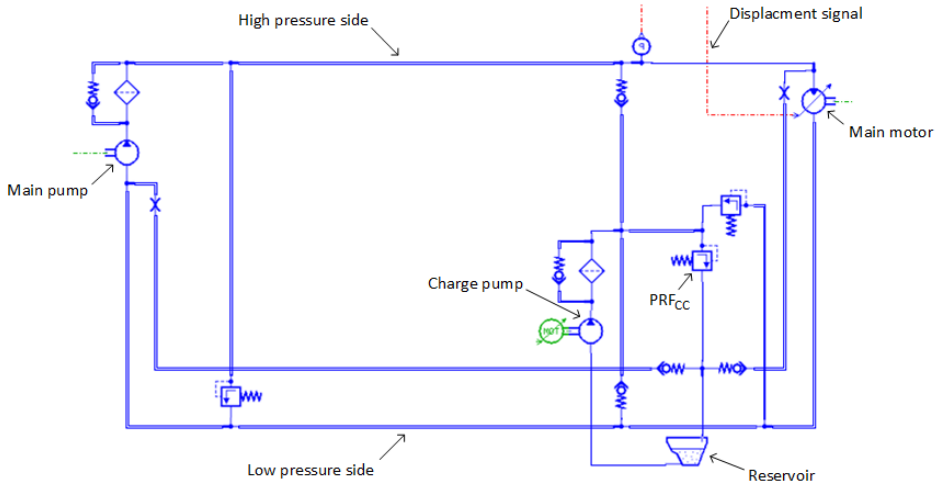 High pressure side
Displacment signal
q
Main motor
Main pump
Charge pump
PRFCC
MOT
Low pressure side
Reservoir